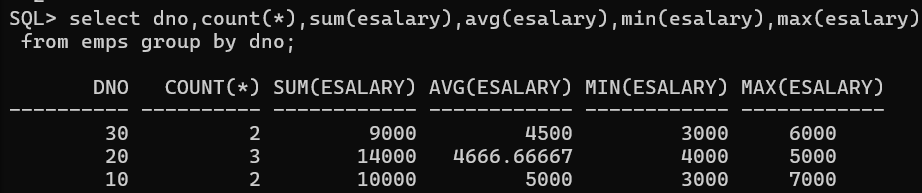 SQL> select dno,count(*),sum(esalary),avg(esalary),min(esalary),max(esalary)
from emps group by dno;
DNO COUNT(*) SUM(ESALARY) AVG(ESALARY) MIN(ESALARY) MAX(ESALARY)
---------- ---------- ------------ ------------ ------------ ------------
30 2 9000 4500 3000 6000
20 3 14000 4666.66667 4000 5000
10 2 10000 5000 3000 7000